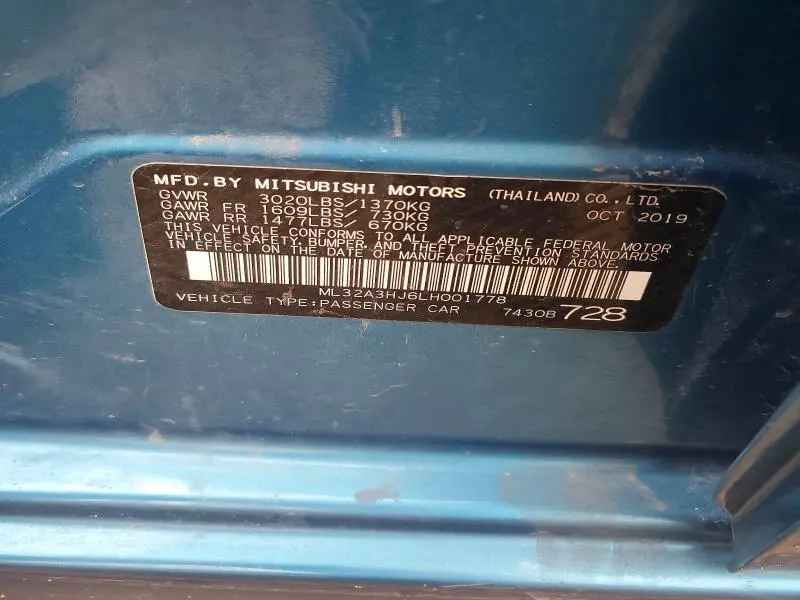 MFD. BY MITSUBISHI MOTORS (THAILAND) CO., LTD.
GVWR 3020LBS/1370KG OCT 2019
GAWR FR 1609LBS/ 730KG
GAWR RR 1477LBS/ 670KG
THIS VEHICLE CONFORMS TO ALL APPLICABLE FEDERAL MOTOR
VEHICLE SAFETY, BUMPER, AND THEFT PREVENTION STANDARDS
IN EFFECT ON THE DATE OF MANUFACTURE SHOWN ABOVE.
ML32A3HJ6LH001778
VEHICLE TYPE:PASSENGER CAR 7430B 728